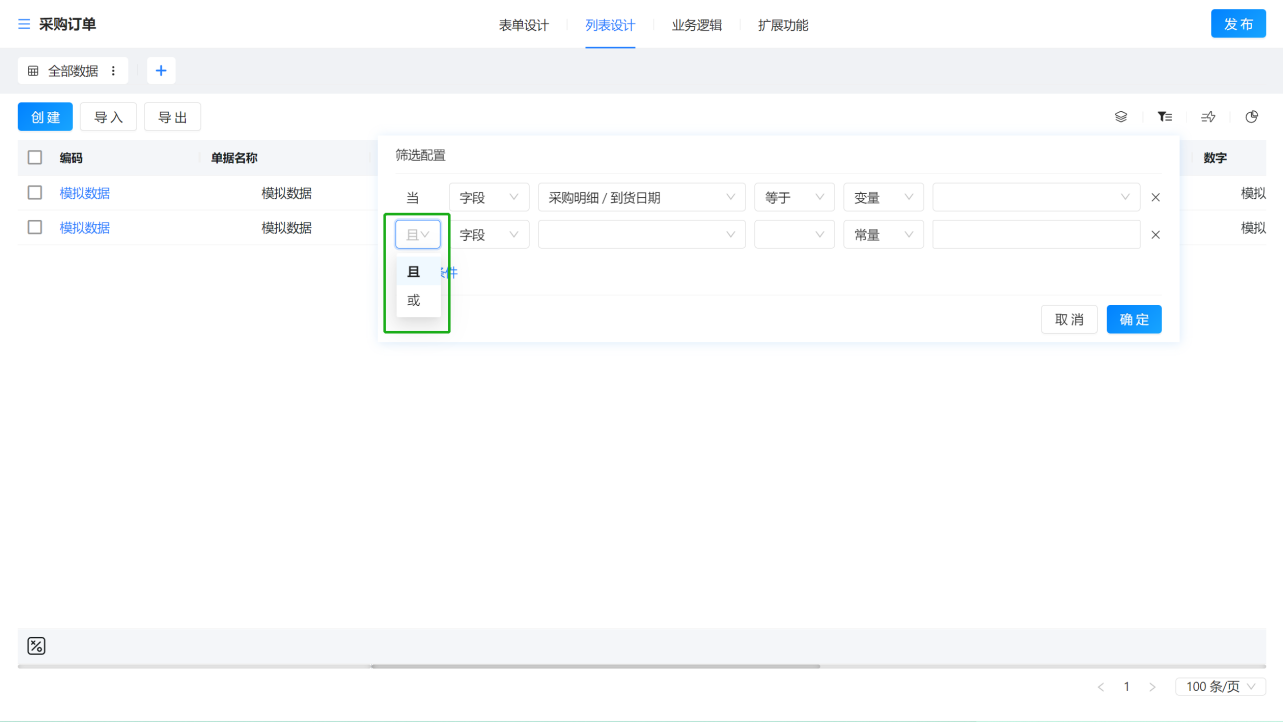 采购订单
表单设计 列表设计 业务逻辑 扩展功能
发布
全部数据
创建 导入 导出
编码 单据名称 数字
筛选配置
模拟数据 模拟数据 模拟
当 字段 采购明细 / 到货日期 等于 变量
模拟数据 模拟数据 模拟
且 字段 常量
且 条件
或
取消 确定
1 100 条/页